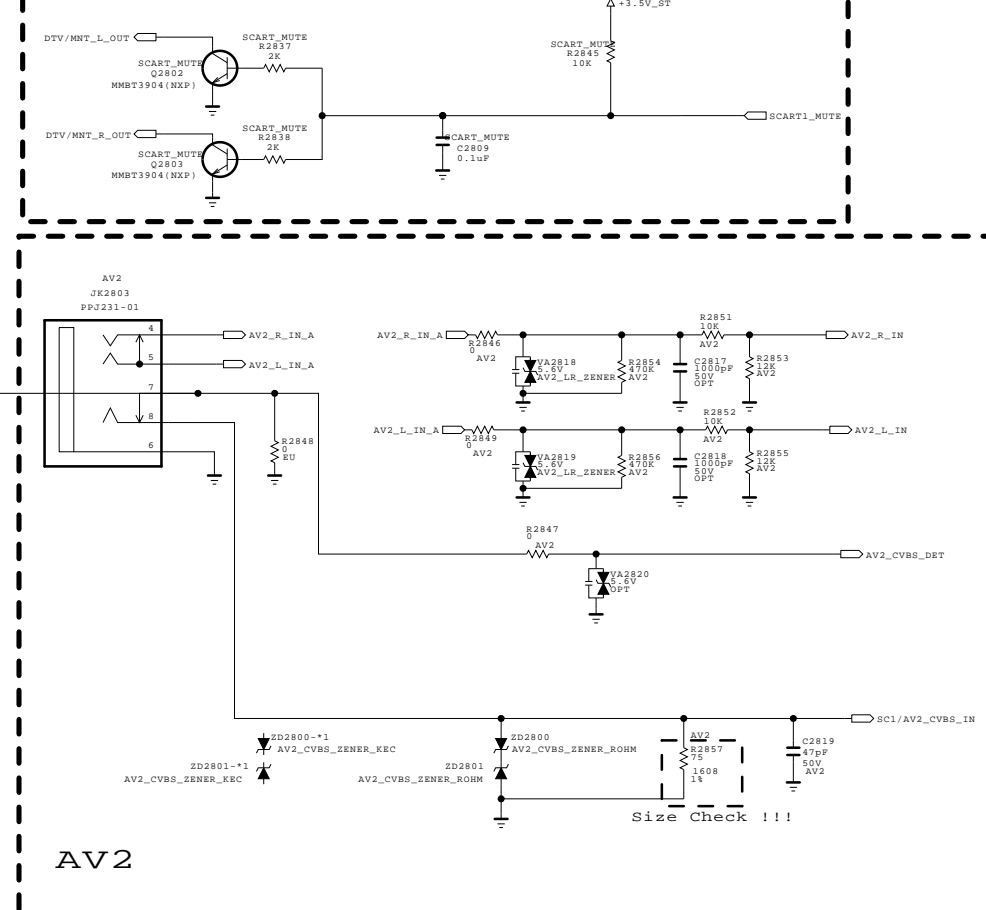 +3.5V_ST
DTV/MNT_L_OUT
SCART_MUTE
R2837
2K
SCART_MUTE
Q2802
MMBT3904(NXP)
SCART_MUTE
R2845
10K
SCART1_MUTE
DTV/MNT_R_OUT
SCART_MUTE
R2838
2K
SCART_MUTE
Q2803
MMBT3904(NXP)
SCART_MUTE
C2809
0.1uF
AV2
JK2803
PPJ231-01
4
5
7
8
6
AV2_R_IN_A
AV2_L_IN_A
R2848
0
EU
AV2_R_IN_A
R2846
0
AV2
VA2818
5.6V
AV2_LR_ZENER
R2854
470K
AV2
C2817
1000pF
50V
OPT
R2851
10K
AV2
R2853
12K
AV2
AV2_R_IN
AV2_L_IN_A
R2849
0
AV2
VA2819
5.6V
AV2_LR_ZENER
R2856
470K
AV2
C2818
1000pF
50V
OPT
R2852
10K
AV2
R2855
12K
AV2
AV2_L_IN
R2847
0
AV2
VA2820
5.6V
OPT
AV2_CVBS_DET
SC1/AV2_CVBS_IN
ZD2800-*1
AV2_CVBS_ZENER_KEC
ZD2801-*1
AV2_CVBS_ZENER_KEC
ZD2800
AV2_CVBS_ZENER_ROHM
ZD2801
AV2_CVBS_ZENER_ROHM
AV2
R2857
75
1608
1%
C2819
47pF
50V
AV2
Size Check !!!
AV2